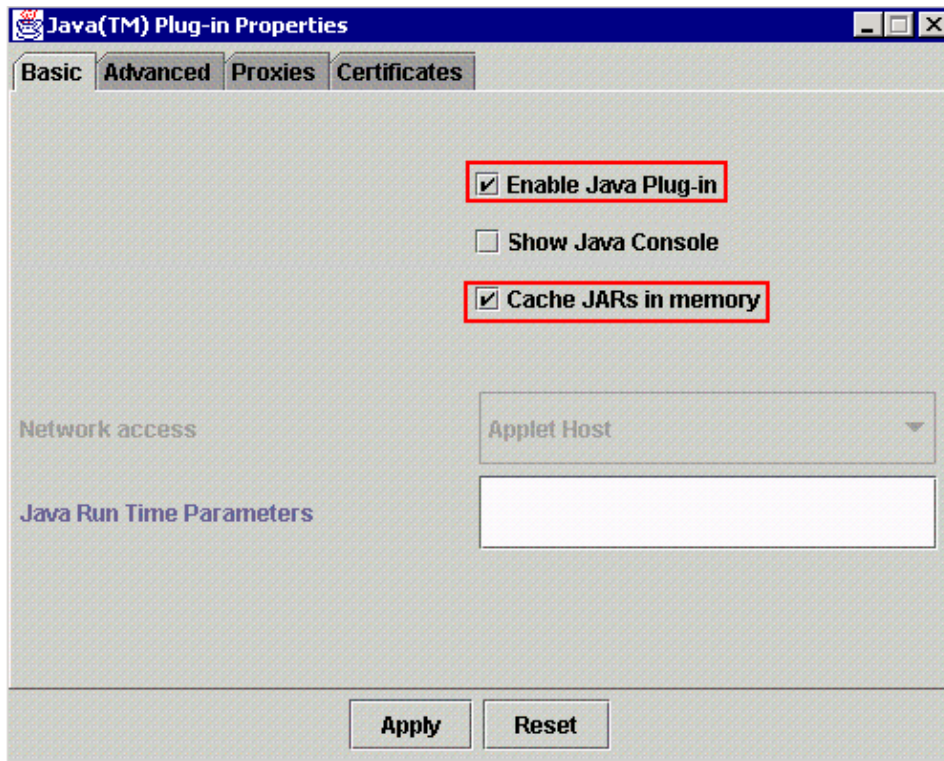 Java(TM) Plug-in Properties
Basic Advanced Proxies Certificates
Enable Java Plug-in
Show Java Console
Cache JARs in memory
Network access Applet Host
Java Run Time Parameters
Apply Reset